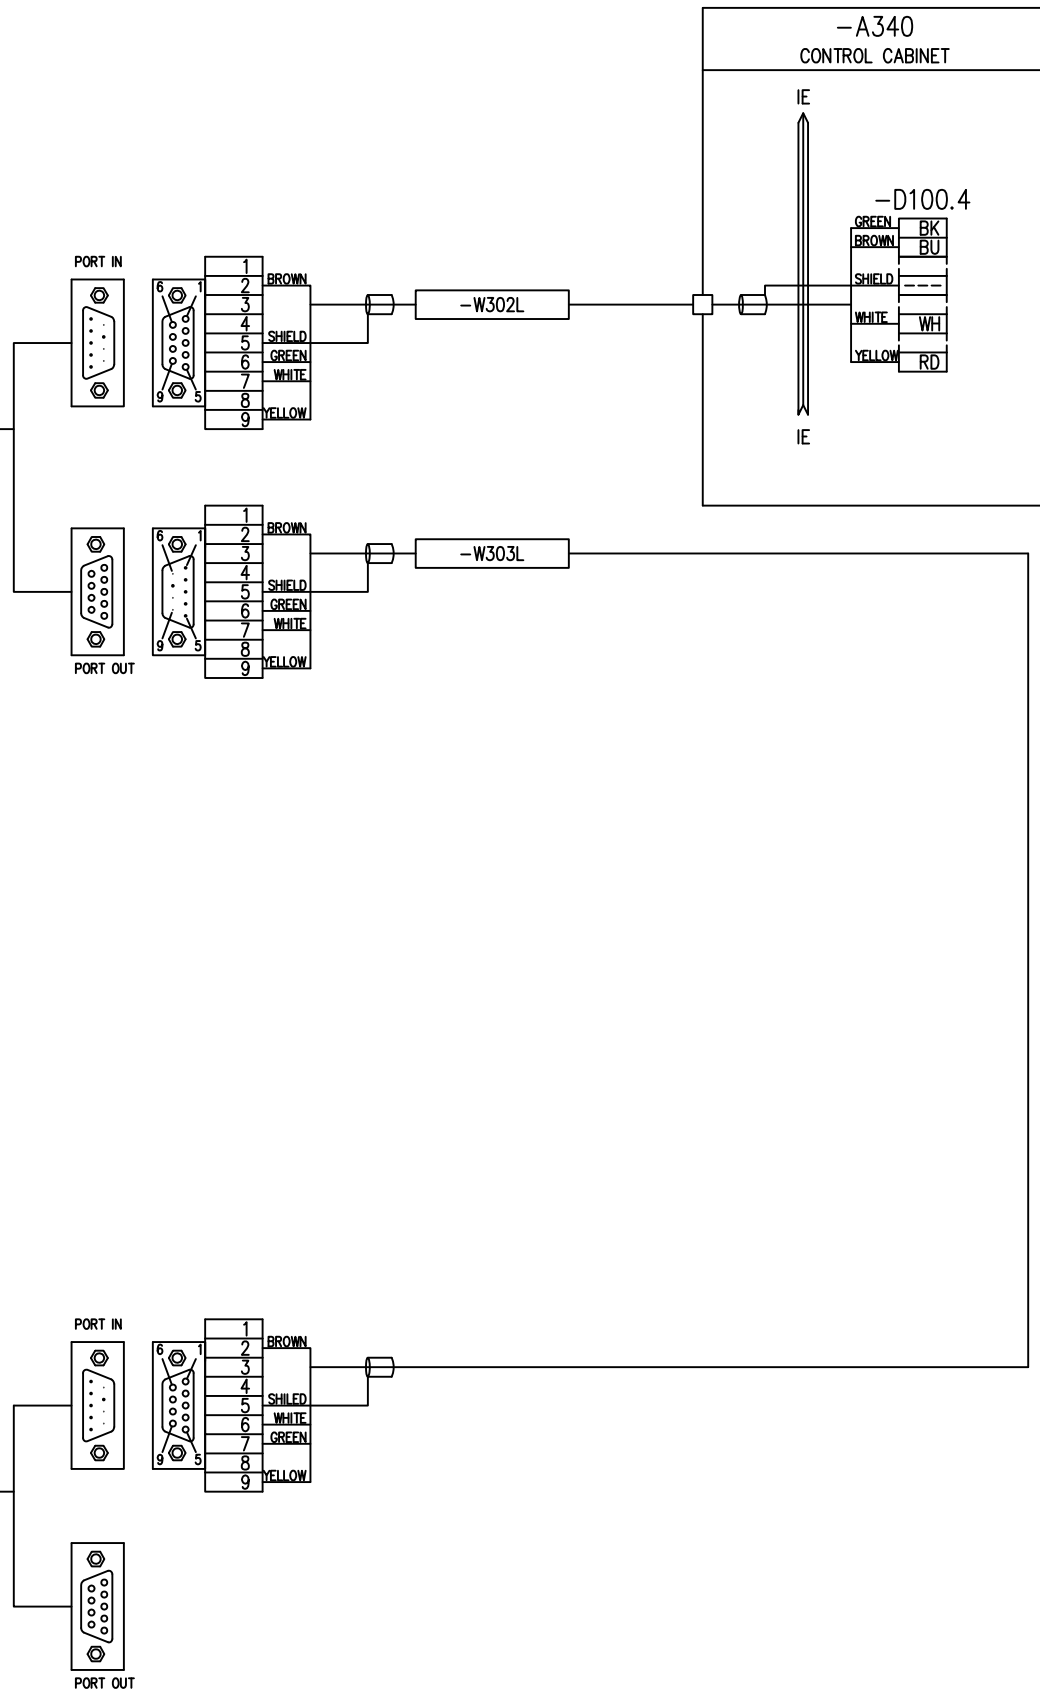 -A340
CONTROL CABINET
IE
-D100.4
GREEN BK
BROWN BU
SHIELD
WHITE WH
YELLOW RD
IE
PORT IN
6 1
9 5
1
2 BROWN
3
4
5 SHIELD
6 GREEN
7 WHITE
8
9 YELLOW
-W302L
6 1
9 5
PORT OUT
1
2 BROWN
3
4
5 SHIELD
6 GREEN
7 WHITE
8
9 YELLOW
-W303L
PORT IN
6 1
9 5
1
2 BROWN
3
4
5 SHILED
6 WHITE
7 GREEN
8
9 YELLOW
PORT OUT